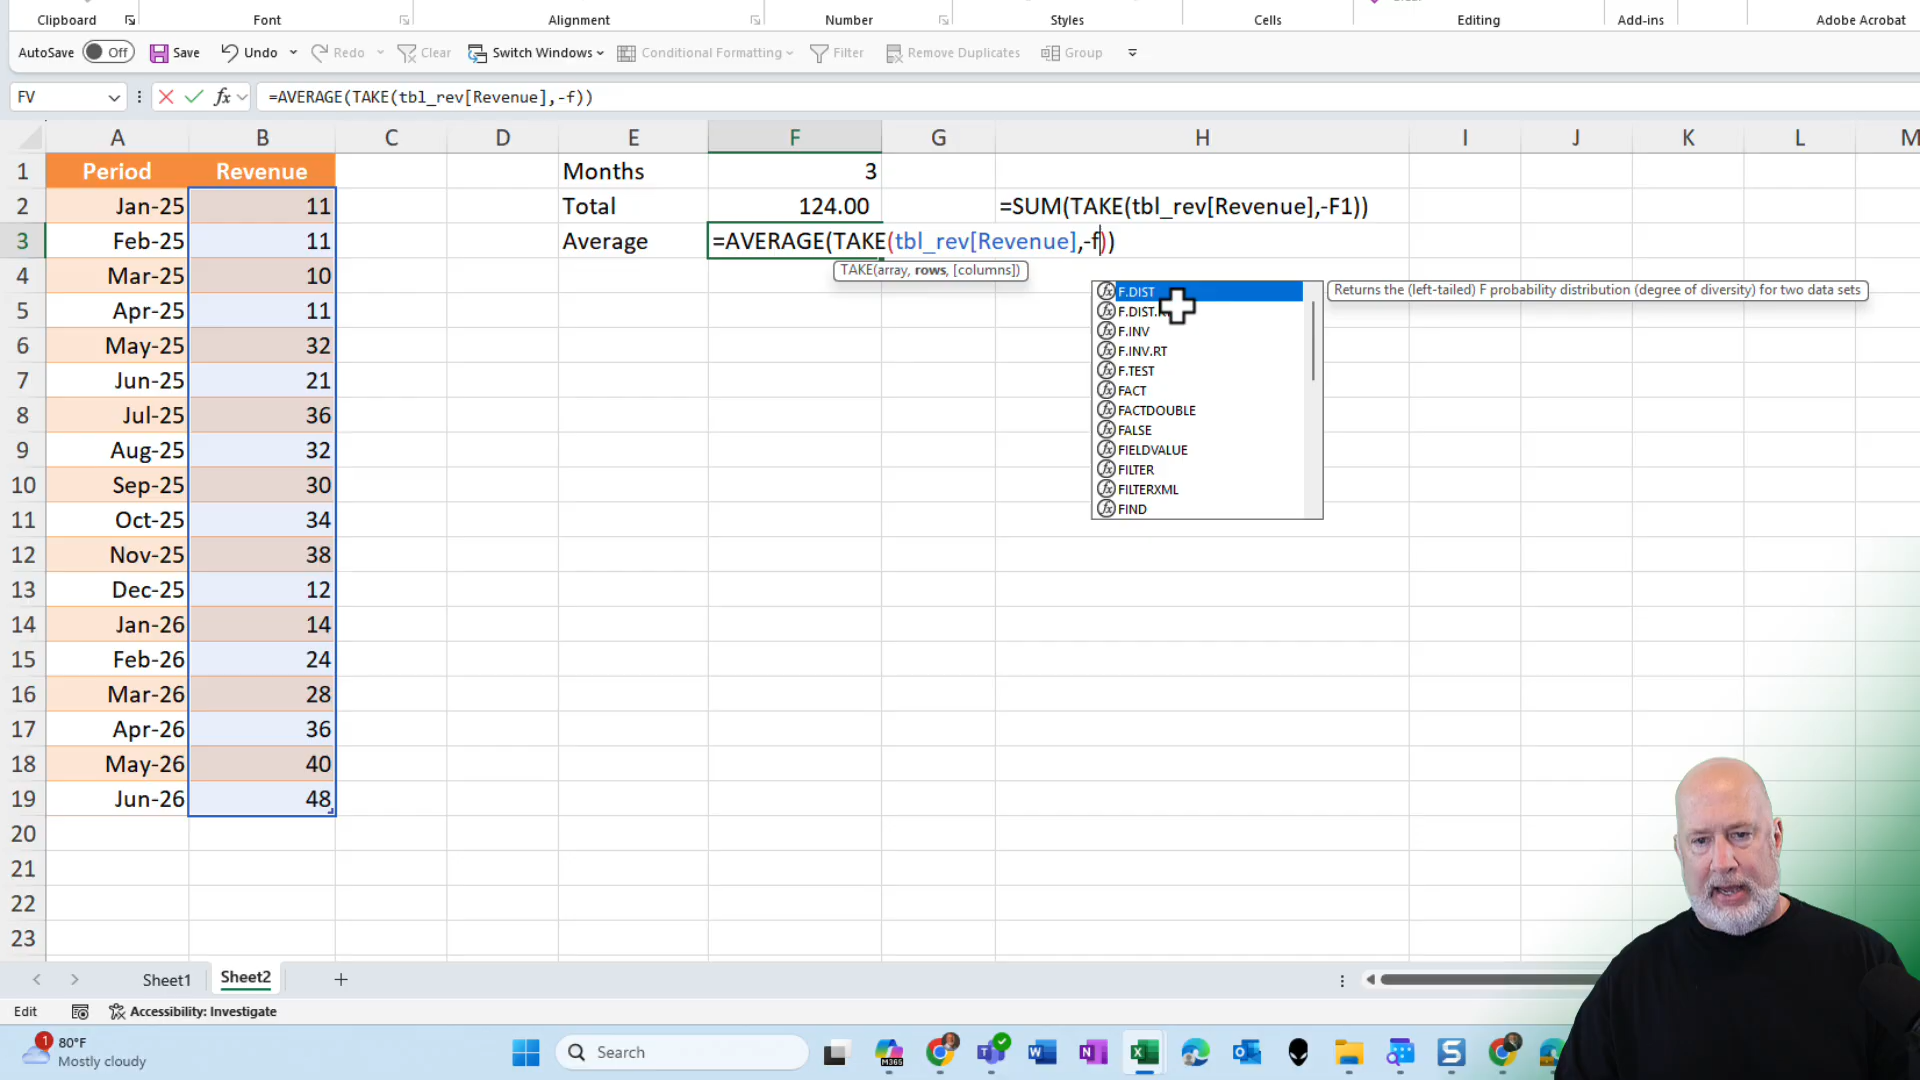 Clipboard Font Alignment Number Styles Cells Editing Add-ins Adobe Acrobat
AutoSave Off Save Undo Redo Clear Switch Windows Conditional Formatting Filter Remove Duplicates Group
FV fx =AVERAGE(TAKE(tbl_rev[Revenue],-f))
A B C D E F G H I J K L M
1 Period Revenue Months 3
2 Jan-25 11 Total 124.00 =SUM(TAKE(tbl_rev[Revenue],-F1))
3 Feb-25 11 Average =AVERAGE(TAKE(tbl_rev[Revenue],-f))
TAKE(array, rows, [columns])
4 Mar-25 10
F.DIST Returns the (left-tailed) F probability distribution (degree of diversity) for two data sets
5 Apr-25 11
F.INV
6 May-25 32
F.INV.RT
F.TEST
7 Jun-25 21
FACT
8 Jul-25 36
FACTDOUBLE
FALSE
9 Aug-25 32
FIELDVALUE
FILTER
10 Sep-25 30
FILTERXML
FIND
11 Oct-25 34
12 Nov-25 38
13 Dec-25 12
14 Jan-26 14
15 Feb-26 24
16 Mar-26 28
17 Apr-26 36
18 May-26 40
19 Jun-26 48
20
21
22
23
Sheet1 Sheet2
Edit Accessibility: Investigate
1 80°F
Mostly cloudy
Search
M365